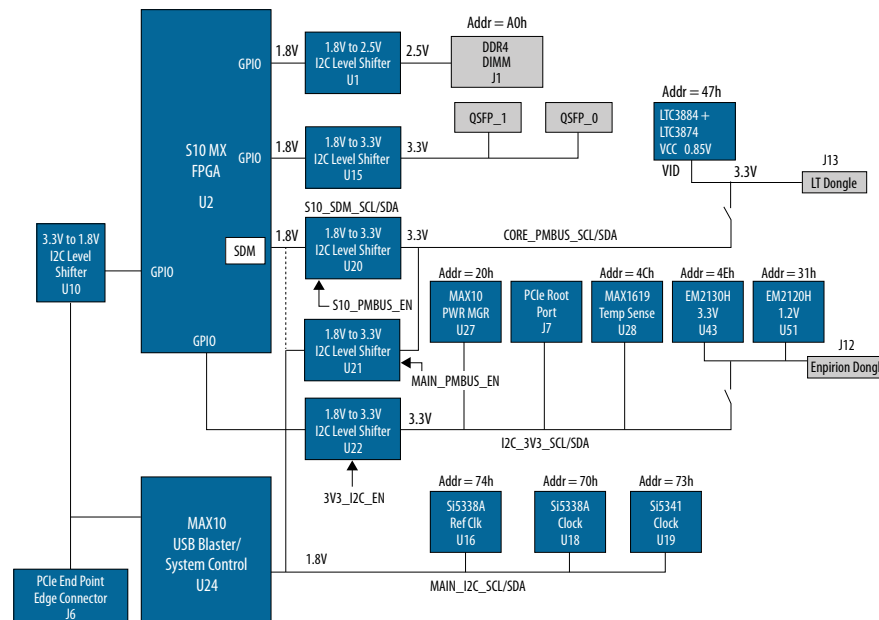 Addr = A0h
1.8V
1.8V to 2.5V
I2C Level Shifter
U1
2.5V
DDR4
DIMM
J1
GPIO
Addr = 47h
QSFP_1
QSFP_0
LTC3884 +
LTC3874
VCC 0.85V
1.8V
1.8V to 3.3V
I2C Level Shifter
U15
3.3V
GPIO
S10 MX
FPGA
U2
VID
3.3V
J13
LT Dongle
S10_SDM_SCL/SDA
1.8V
1.8V to 3.3V
I2C Level Shifter
U20
3.3V
CORE_PMBUS_SCL/SDA
SDM
3.3V to 1.8V
I2C Level
Shifter
U10
GPIO
S10_PMBUS_EN
Addr = 20h
Addr = 4Ch
Addr = 4Eh
Addr = 31h
MAX10
PWR MGR
U27
PCIe Root
Port
J7
MAX1619
Temp Sense
U28
EM2130H
3.3V
U43
EM2120H
1.2V
U51
GPIO
1.8V to 3.3V
I2C Level Shifter
U21
MAIN_PMBUS_EN
J12
Enpirion Dongl
1.8V to 3.3V
I2C Level Shifter
U22
3.3V
I2C_3V3_SCL/SDA
3V3_I2C_EN
Addr = 74h
Addr = 70h
Addr = 73h
MAX10
USB Blaster/
System Control
U24
Si5338A
Ref Clk
U16
Si5338A
Clock
U18
Si5341
Clock
U19
1.8V
MAIN_I2C_SCL/SDA
PCIe End Point
Edge Connector
J6